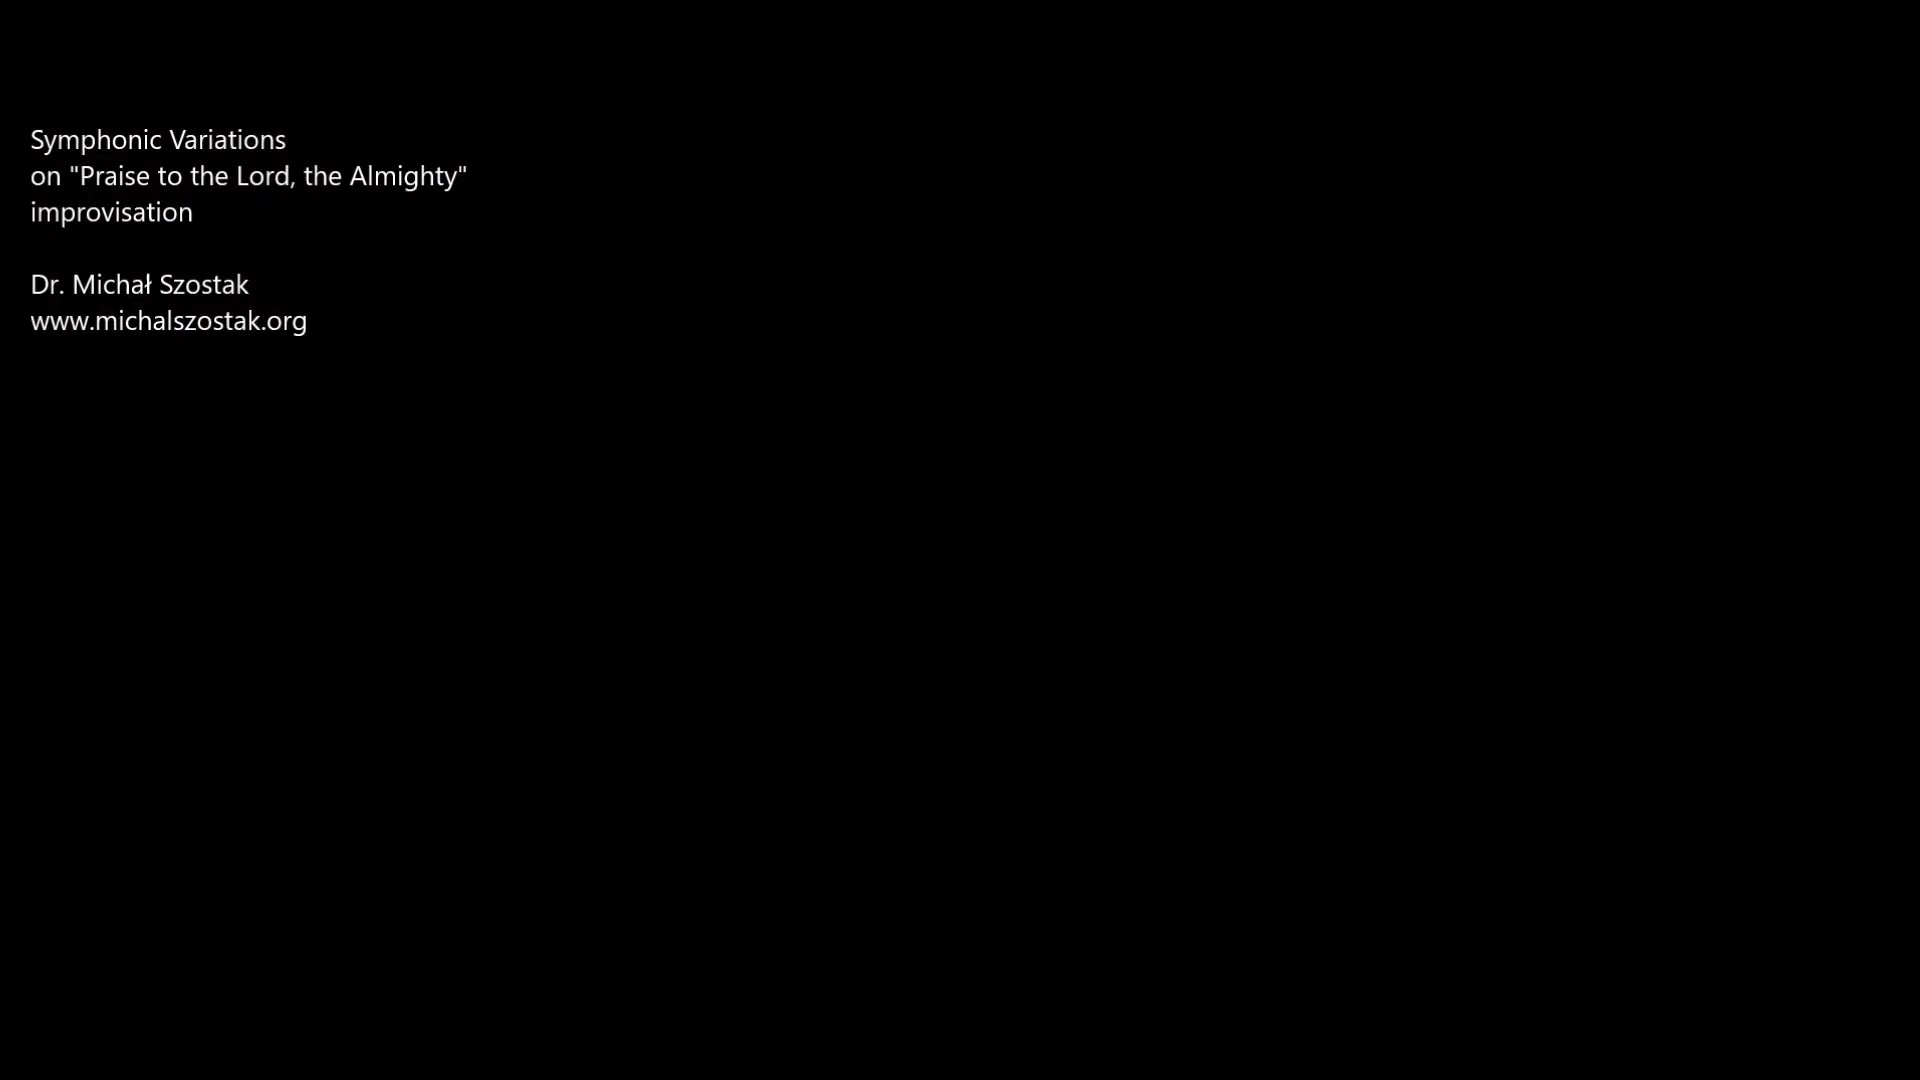 Symphonic Variations
on "Praise to the Lord, the Almighty"
improvisation
Dr. Michał Szostak
www.michalszostak.org